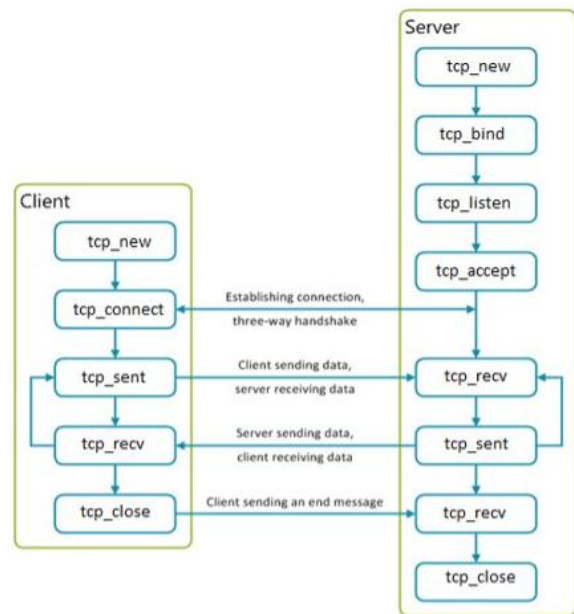 Server
tcp_new
tcp_bind
tcp_listen
tcp_accept
tcp_recv
tcp_sent
tcp_recv
tcp_close
Client
tcp_new
tcp_connect
tcp_sent
tcp_recv
tcp_close
Establishing connection,
three-way handshake
Client sending data,
server receiving data
Server sending data,
client receiving data
Client sending an end message